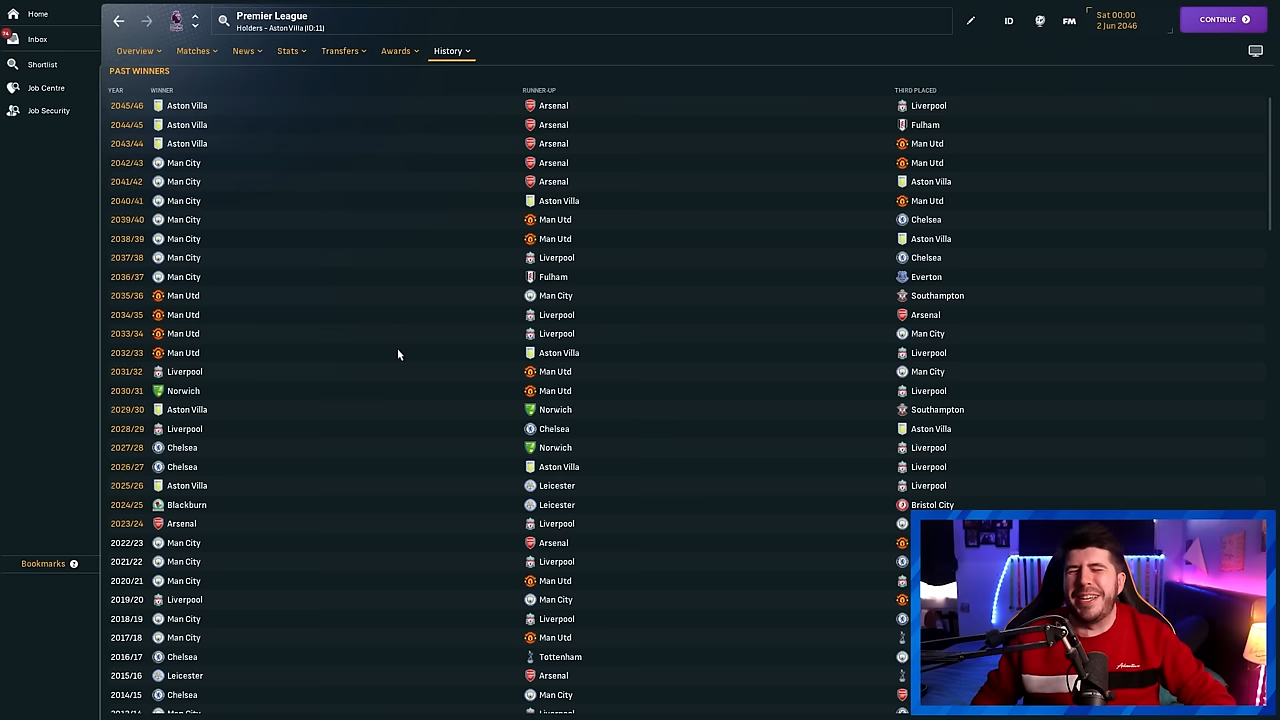 Home
Premier League
Holders - Aston Villa (ID:11)
ID
FM
Sat 00:00
2 Jun 2046
CONTINUE
Inbox
Shortlist
Job Centre
Job Security
Overview Matches News Stats Transfers Awards History
PAST WINNERS
YEAR WINNER RUNNER-UP THIRD PLACED
2045/46 Aston Villa Arsenal Liverpool
2044/45 Aston Villa Arsenal Fulham
2043/44 Aston Villa Arsenal Man Utd
2042/43 Man City Arsenal Man Utd
2041/42 Man City Arsenal Aston Villa
2040/41 Man City Aston Villa Man Utd
2039/40 Man City Man Utd Chelsea
2038/39 Man City Man Utd Aston Villa
2037/38 Man City Liverpool Chelsea
2036/37 Man City Fulham Everton
2035/36 Man Utd Man City Southampton
2034/35 Man Utd Liverpool Arsenal
2033/34 Man Utd Liverpool Man City
2032/33 Man Utd Aston Villa Liverpool
2031/32 Liverpool Man Utd Man City
2030/31 Norwich Man Utd Liverpool
2029/30 Aston Villa Norwich Southampton
2028/29 Liverpool Chelsea Aston Villa
2027/28 Chelsea Norwich Liverpool
2026/27 Chelsea Aston Villa Liverpool
2025/26 Aston Villa Leicester Liverpool
2024/25 Blackburn Leicester Bristol City
2023/24 Arsenal Liverpool
2022/23 Man City Arsenal
2021/22 Man City Liverpool
2020/21 Man City Man Utd
2019/20 Liverpool Man City
2018/19 Man City Liverpool
2017/18 Man City Man Utd
2016/17 Chelsea Tottenham
2015/16 Leicester Arsenal
2014/15 Chelsea Man City
Bookmarks ?